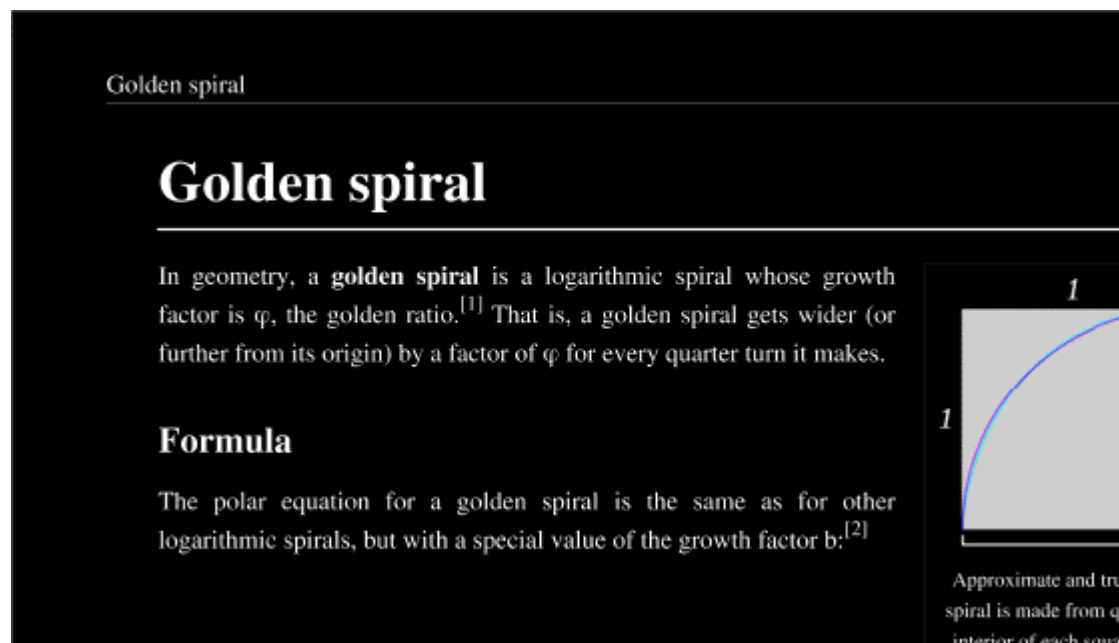 Golden spiral
Golden spiral
In geometry, a golden spiral is a logarithmic spiral whose growth
factor is φ, the golden ratio.[1] That is, a golden spiral gets wider (or
further from its origin) by a factor of φ for every quarter turn it makes.
Formula
The polar equation for a golden spiral is the same as for other
logarithmic spirals, but with a special value of the growth factor b:[2]
1
1
Approximate and
spiral is made from
interior of each